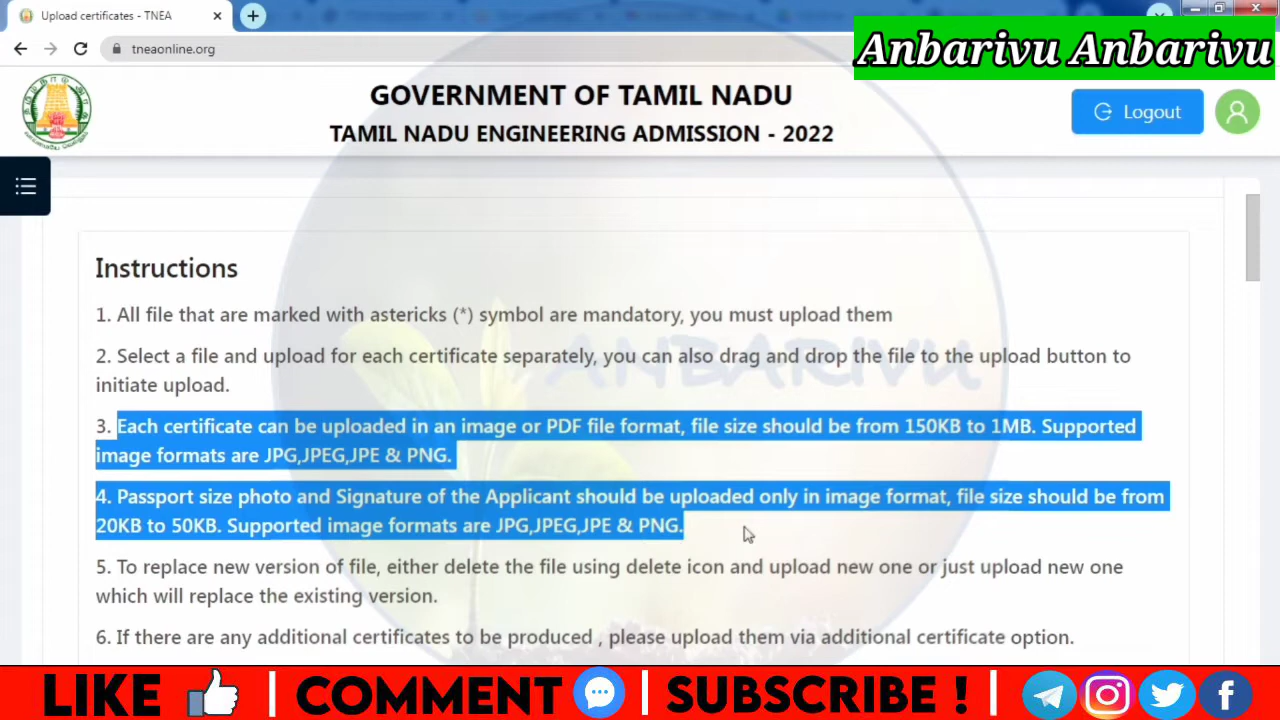 Upload certificates - TNEA
tneaonline.org
Anbarivu Anbarivu
GOVERNMENT OF TAMIL NADU
TAMIL NADU ENGINEERING ADMISSION - 2022
Logout
Instructions
1. All file that are marked with astericks (*) symbol are mandatory, you must upload them
2. Select a file and upload for each certificate separately, you can also drag and drop the file to the upload button to
initiate upload.
ANBARIVU
3. Each certificate can be uploaded in an image or PDF file format, file size should be from 150KB to 1MB. Supported
image formats are JPG,JPEG,JPE & PNG.
4. Passport size photo and Signature of the Applicant should be uploaded only in image format, file size should be from
20KB to 50KB. Supported image formats are JPG,JPEG,JPE & PNG.
5. To replace new version of file, either delete the file using delete icon and upload new one or just upload new one
which will replace the existing version.
6. If there are any additional certificates to be produced , please upload them via additional certificate option.
LIKE | COMMENT | SUBSCRIBE ! |